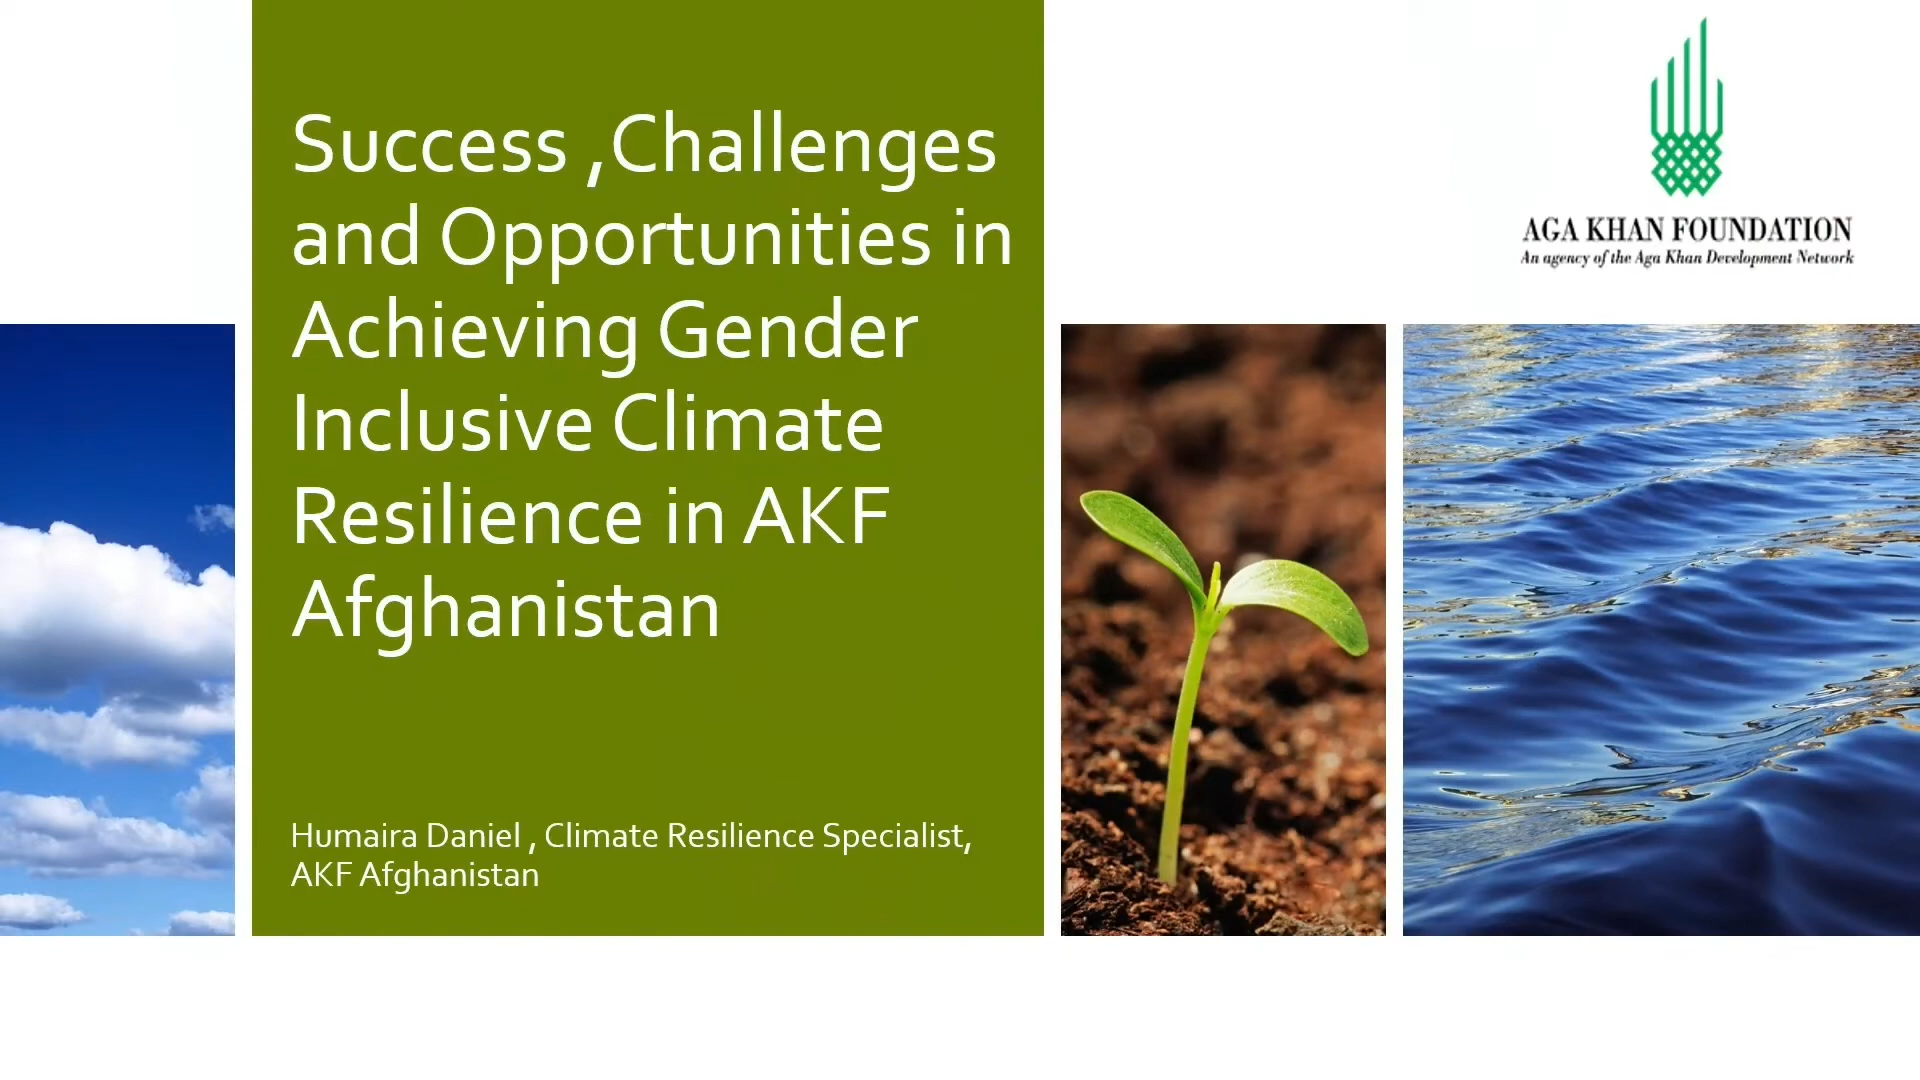 Success ,Challenges
and Opportunities in
Achieving Gender
Inclusive Climate
Resilience in AKF
Afghanistan
Humaira Daniel , Climate Resilience Specialist,
AKF Afghanistan
AGA KHAN FOUNDATION
An agency of the Aga Khan Development Network